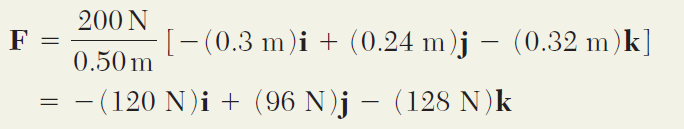 F = 200 N / 0.50 m [−(0.3 m)i + (0.24 m)j − (0.32 m)k]
= −(120 N)i + (96 N)j − (128 N)k